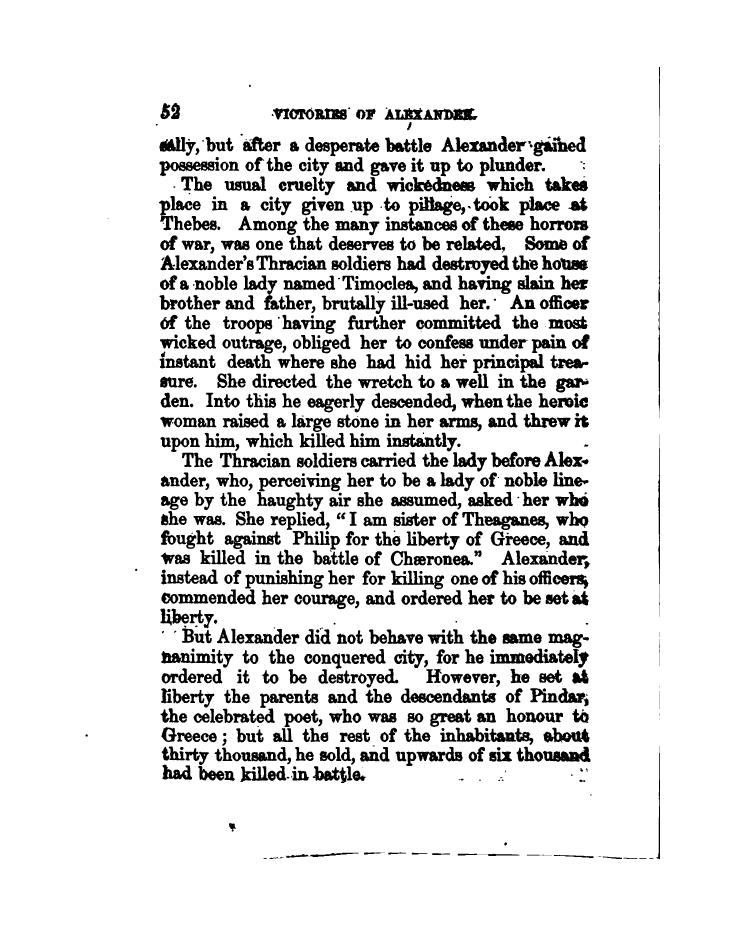 52 VICTORIES OF ALEXANDER.
sally, but after a desperate battle Alexander gained
possession of the city and gave it up to plunder.
The usual cruelty and wickedness which takes
place in a city given up to pillage, took place at
Thebes. Among the many instances of these horrors
of war, was one that deserves to be related. Some of
Alexander's Thracian soldiers had destroyed the house
of a noble lady named Timoclea, and having slain her
brother and father, brutally ill-used her. An officer
of the troops having further committed the most
wicked outrage, obliged her to confess under pain of
instant death where she had hid her principal trea-
sure. She directed the wretch to a well in the gar-
den. Into this he eagerly descended, when the heroic
woman raised a large stone in her arms, and threw it
upon him, which killed him instantly.
The Thracian soldiers carried the lady before Alex-
ander, who, perceiving her to be a lady of noble line-
age by the haughty air she assumed, asked her who
she was. She replied, "I am sister of Theaganes, who
fought against Philip for the liberty of Greece, and
was killed in the battle of Chæronea." Alexander,
instead of punishing her for killing one of his officers,
commended her courage, and ordered her to be set at
liberty.
But Alexander did not behave with the same mag-
nanimity to the conquered city, for he immediately
ordered it to be destroyed. However, he set at
liberty the parents and the descendants of Pindar,
the celebrated poet, who was so great an honour to
Greece; but all the rest of the inhabitants, about
thirty thousand, he sold, and upwards of six thousand
had been killed in battle.